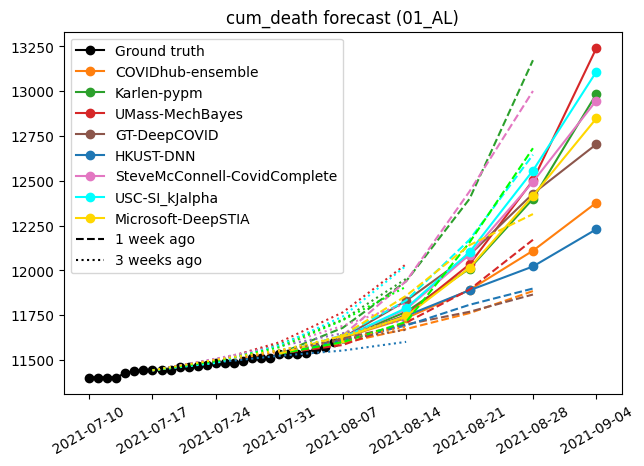 cum_death forecast (01_AL)
13250
13000
12750
12500
12250
12000
11750
11500
Ground truth
COVIDhub-ensemble
Karlen-pypm
UMass-MechBayes
GT-DeepCOVID
HKUST-DNN
SteveMcConnell-CovidComplete
USC-SI_kJalpha
Microsoft-DeepSTIA
1 week ago
3 weeks ago
2021-07-10
2021-07-17
2021-07-24
2021-07-31
2021-08-07
2021-08-14
2021-08-21
2021-08-28
2021-09-04